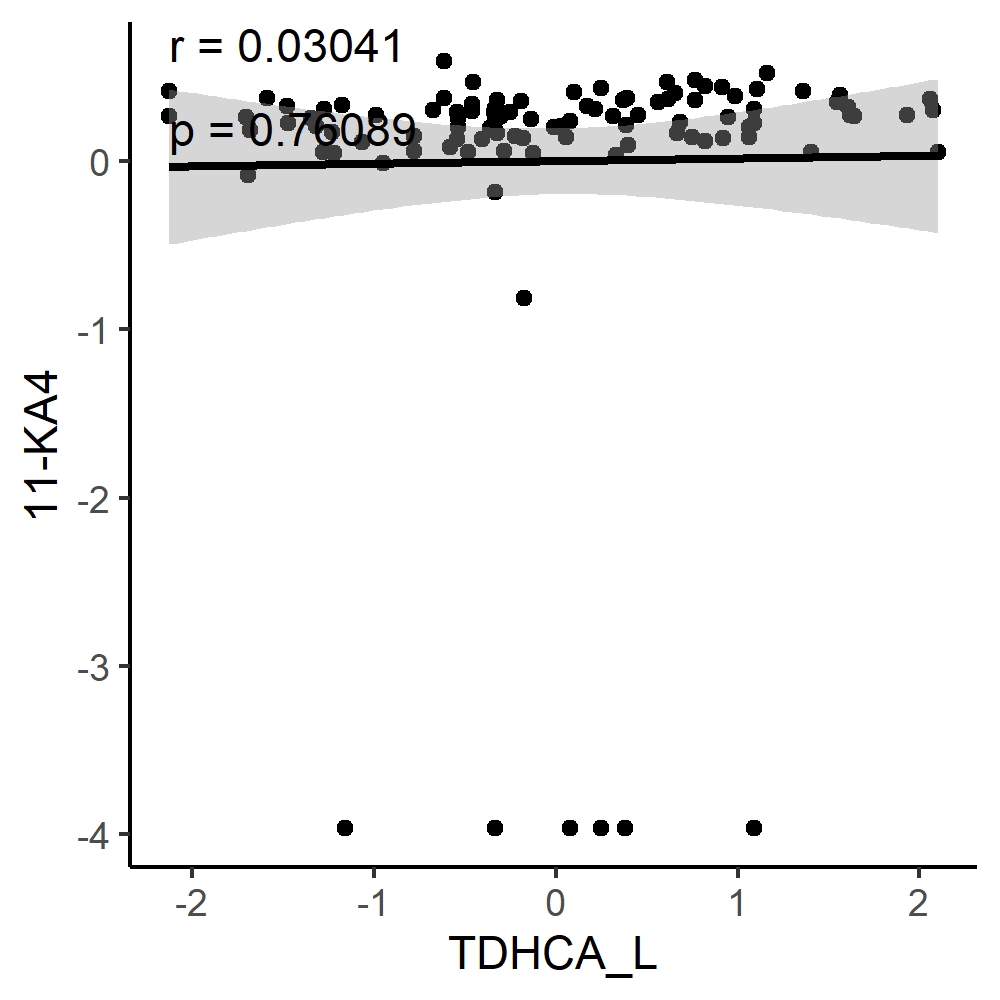 r = 0.03041
p = 0.76089
0
-1
-2
-3
-4
11-KA4
-2
-1
0
1
2
TDHCA_L